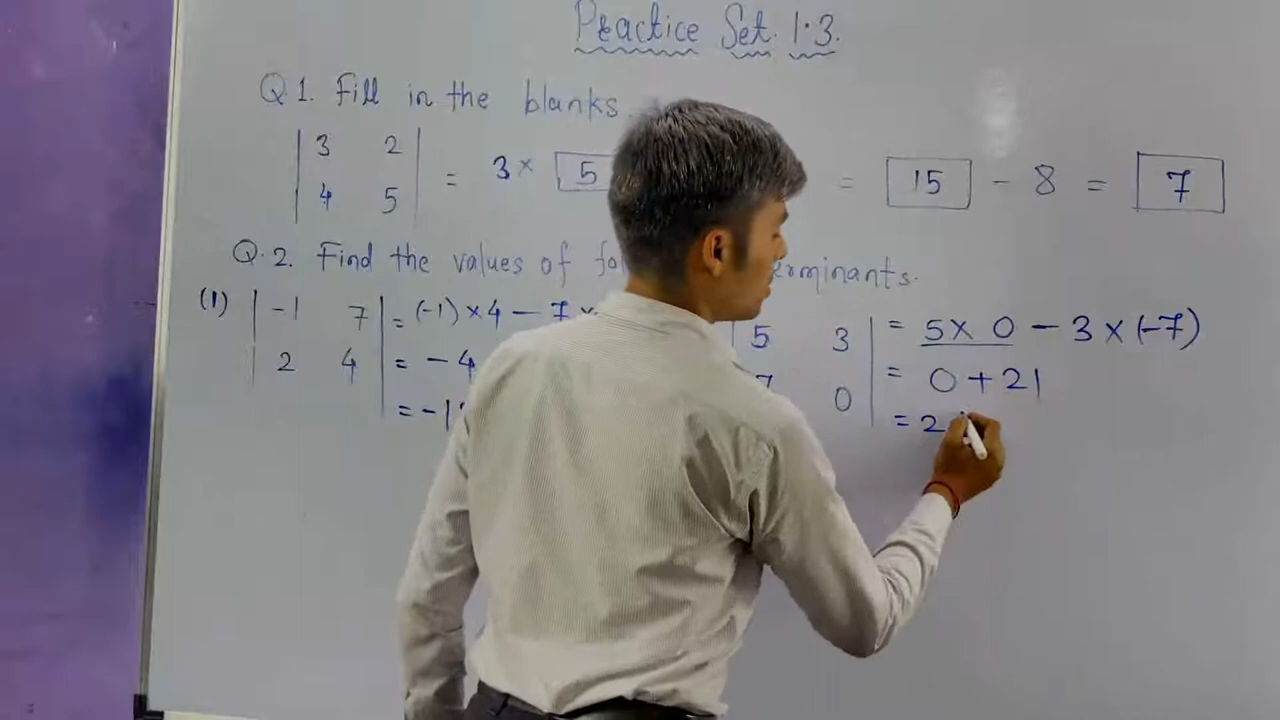 Practice Set 1.3.
Q.1. Fill in the blanks.
| 3 2 | = 3 × 5 = 15 - 8 = 7
| 4 5 |
Q.2. Find the values of
(1) | -1 7 | = (-1) × 4 - 7 ×
| 2 4 | = -4
= -1
| 5 3 | = 5 × 0 - 3 × (-7)
7 0 | = 0 + 21
= 2